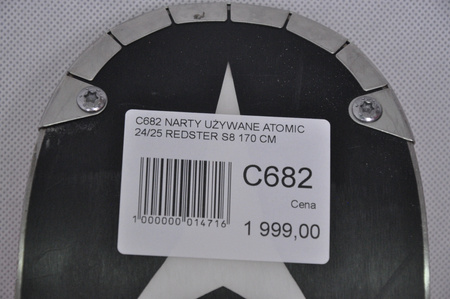 C682 NARTY UŻYWANE ATOMIC
24/25 REDSTER S8 170 CM
C682
Cena
1 000000 014716
1 999,00